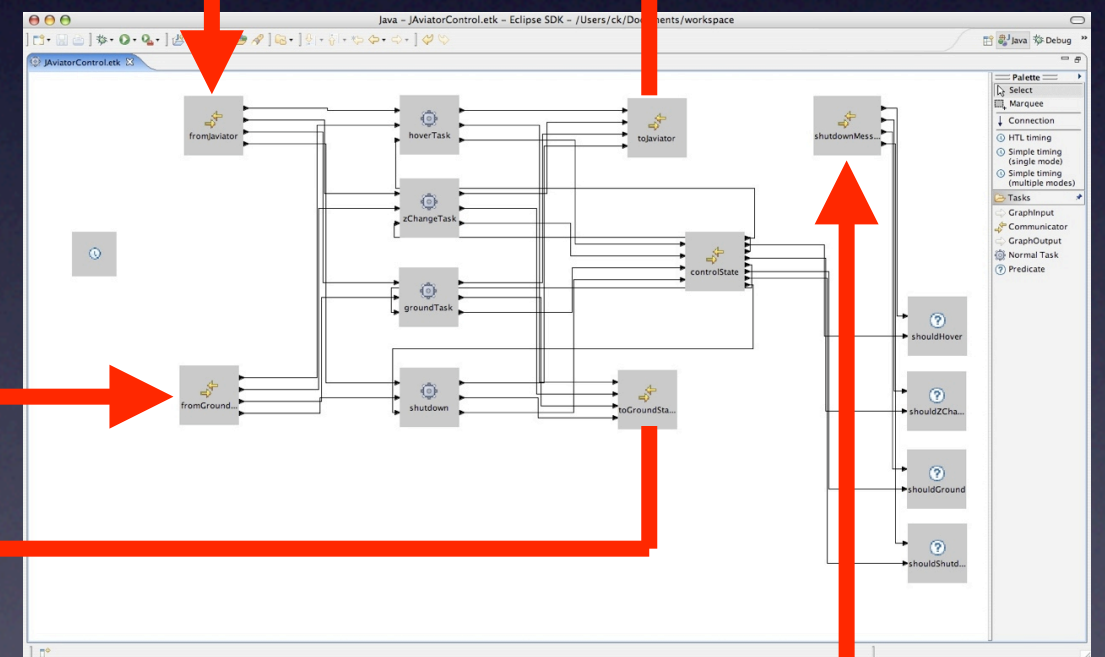 Java – JAviatorControl.etk – Eclipse SDK – /Users/ck/Documents/workspace
Java
Debug
»
JAviatorControl.etk
Palette
Select
Marquee
Connection
HTL timing
Simple timing
(single mode)
Simple timing
(multiple modes)
Tasks
GraphInput
Communicator
GraphOutput
Normal Task
Predicate
fromJaviator
hoverTask
toJaviator
shutdownMess...
zChangeTask
controlState
groundTask
shouldHover
fromGround...
shutdown
toGroundSta...
shouldZCha...
shouldGround
shouldShutd...